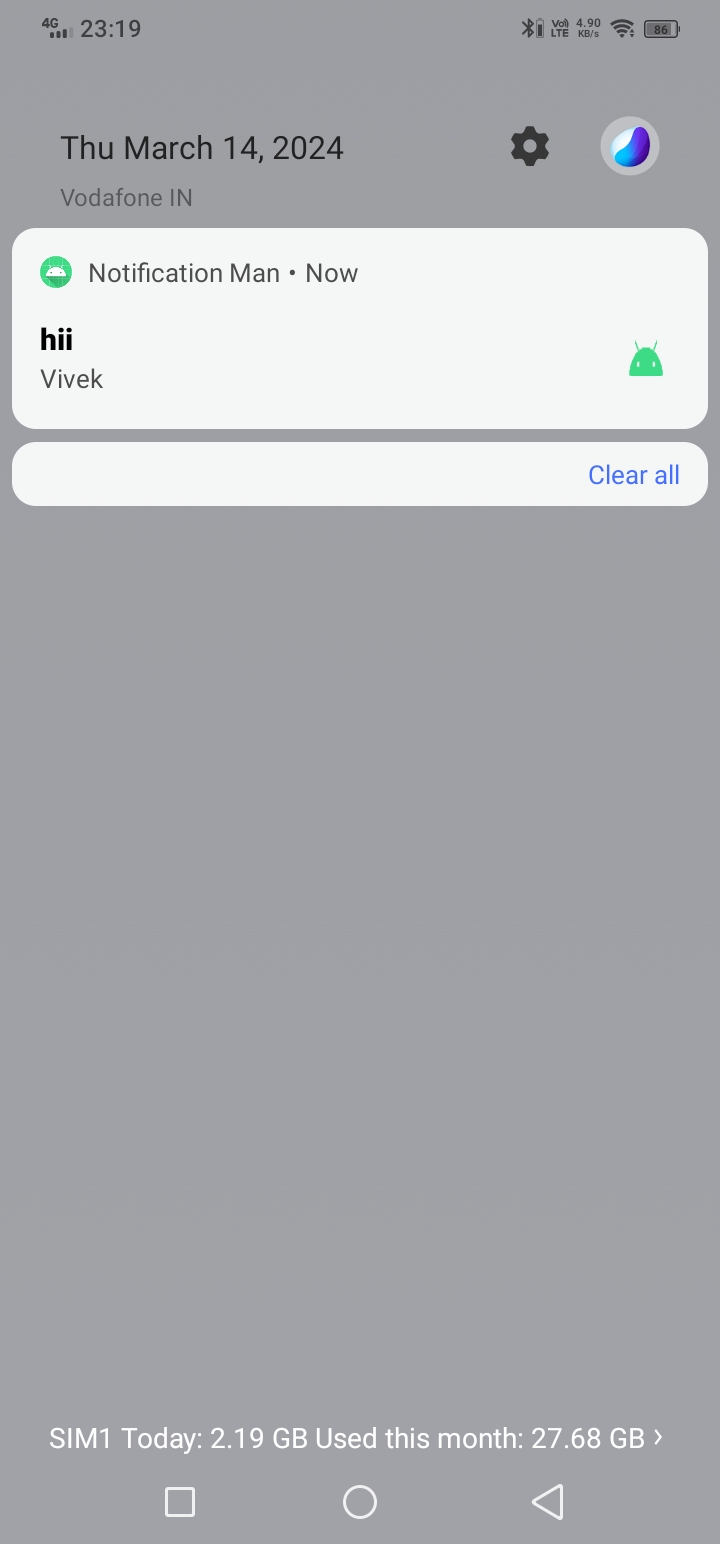 4G 23:19 Vo) LTE 4.90 KB/s 86
Thu March 14, 2024
Vodafone IN
Notification Man • Now
hii
Vivek
Clear all
SIM1 Today: 2.19 GB Used this month: 27.68 GB ›